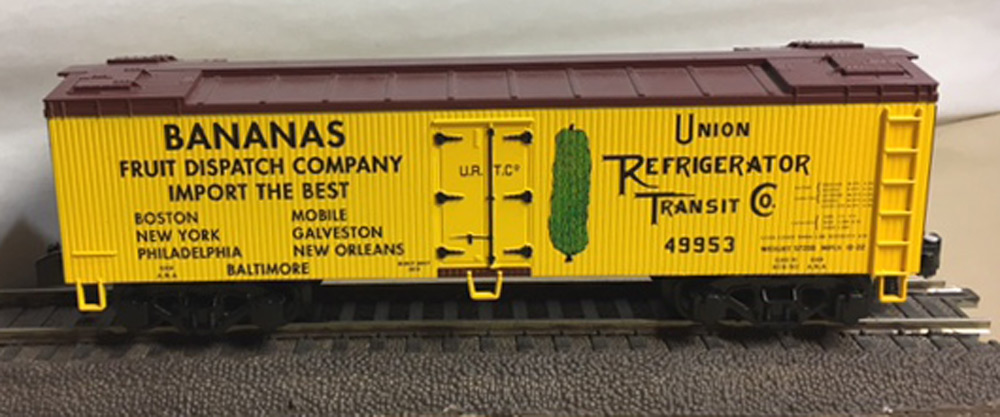 BANANAS
FRUIT DISPATCH COMPANY
IMPORT THE BEST
BOSTON MOBILE
NEW YORK GALVESTON
PHILADELPHIA NEW ORLEANS
BALTIMORE
U.R. T.Co
UNION
REFRIGERATOR
TRANSIT Co.
49953